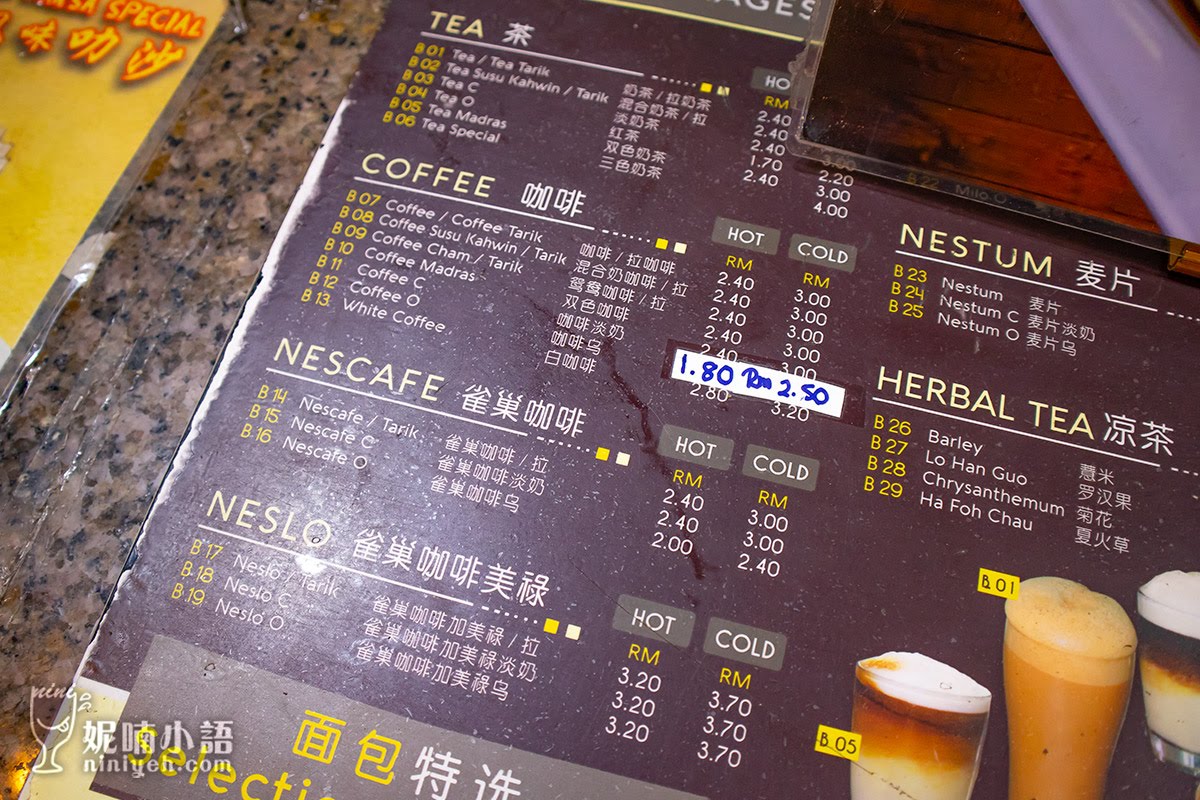 SA SPECIAL
味叻沙
TEA 茶
HO
RM
B 01 Tea / Tea Tarik 奶茶 / 拉奶茶 2.40
B 02 Tea Susu Kahwin / Tarik 混合奶茶 / 拉 2.40
B 03 Tea C 淡奶茶 2.40
B 04 Tea O 红茶 1.70 2.20
B 05 Tea Madras 双色奶茶 2.40 3.00
B 06 Tea Special 三色奶茶 4.00
COFFEE 咖啡
HOT COLD
RM RM
B 07 Coffee / Coffee Tarik 咖啡 / 拉咖啡 2.40 3.00
B 08 Coffee Susu Kahwin / Tarik 混合奶咖啡 / 拉 2.40 3.00
B 09 Coffee Cham / Tarik 鸳鸯咖啡 / 拉 2.40 3.00
B 10 Coffee Madras 双色咖啡 2.40 3.00
B 11 Coffee C 咖啡淡奶
B 12 Coffee O 咖啡乌 1.80 Rm 2.50
B 13 White Coffee 白咖啡 2.80 3.20
NESCAFE 雀巢咖啡
HOT COLD
RM RM
B 14 Nescafe / Tarik 雀巢咖啡 / 拉 2.40 3.00
B 15 Nescafe C 雀巢咖啡淡奶 2.40 3.00
B 16 Nescafe O 雀巢咖啡乌 2.00 2.40
NESLO 雀巢咖啡美禄
HOT COLD
RM RM
B 17 Neslo / Tarik 雀巢咖啡加美禄 / 拉 3.20 3.70
B 18 Neslo C 雀巢咖啡加美禄淡奶 3.20 3.70
B 19 Neslo O 雀巢咖啡加美禄乌 3.20 3.70
面包特选
Selecti
B 22 Milo O
NESTUM 麦片
B 23 Nestum 麦片
B 24 Nestum C 麦片淡奶
B 25 Nestum O 麦片乌
HERBAL TEA 凉茶
B 26 Barley 薏米
B 27 Lo Han Guo 罗汉果
B 28 Chrysanthemum 菊花
B 29 Ha Foh Chau 夏火草
B 01
B 05
妮喃小語
niniyeh.com